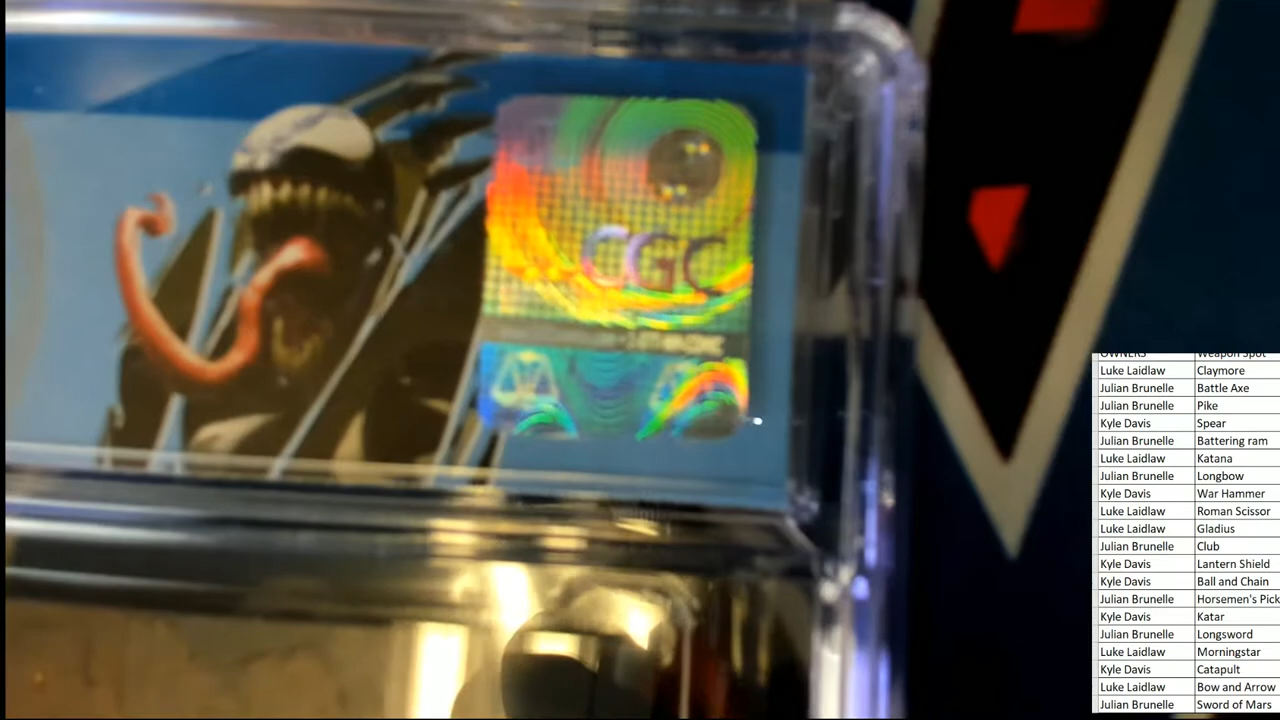 CGC
OWNERS Weapon Spot
Luke Laidlaw Claymore
Julian Brunelle Battle Axe
Julian Brunelle Pike
Kyle Davis Spear
Julian Brunelle Battering ram
Luke Laidlaw Katana
Julian Brunelle Longbow
Kyle Davis War Hammer
Luke Laidlaw Roman Scissor
Luke Laidlaw Gladius
Julian Brunelle Club
Kyle Davis Lantern Shield
Kyle Davis Ball and Chain
Julian Brunelle Horsemen's Pick
Kyle Davis Katar
Julian Brunelle Longsword
Luke Laidlaw Morningstar
Kyle Davis Catapult
Luke Laidlaw Bow and Arrow
Julian Brunelle Sword of Mars